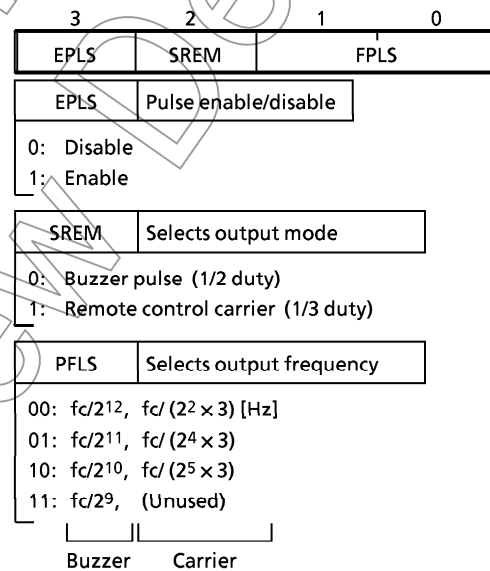 3 2 1 0
EPLS SREM FPLS
EPLS Pulse enable/disable
0: Disable
1: Enable
SREM Selects output mode
0: Buzzer pulse (1/2 duty)
1: Remote control carrier (1/3 duty)
PFLS Selects output frequency
00: fc/2¹², fc/ (2² × 3) [Hz]
01: fc/2¹¹, fc/ (2⁴ × 3)
10: fc/2¹⁰, fc/ (2⁵ × 3)
11: fc/2⁹, (Unused)
Buzzer Carrier